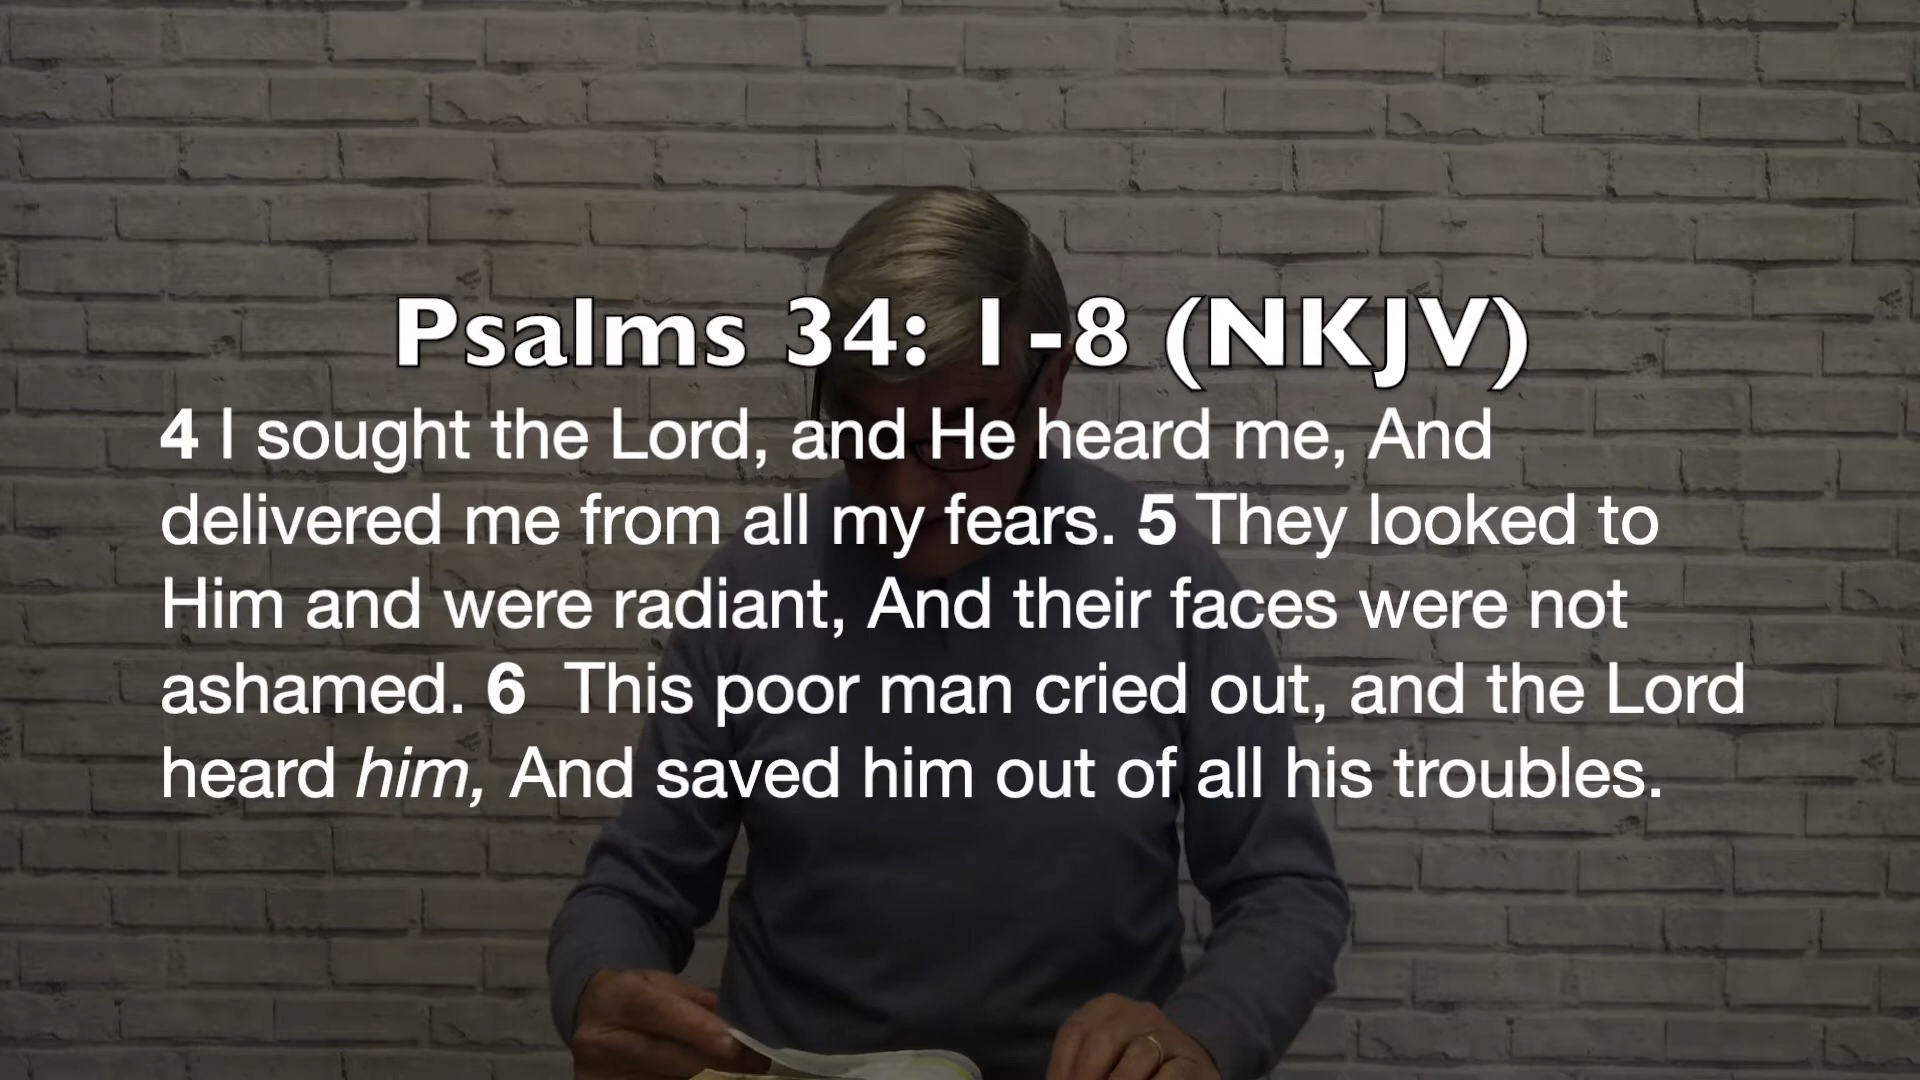 Psalms 34: 1-8 (NKJV)
4 I sought the Lord, and He heard me, And
delivered me from all my fears. 5 They looked to
Him and were radiant, And their faces were not
ashamed. 6  This poor man cried out, and the Lord
heard him, And saved him out of all his troubles.